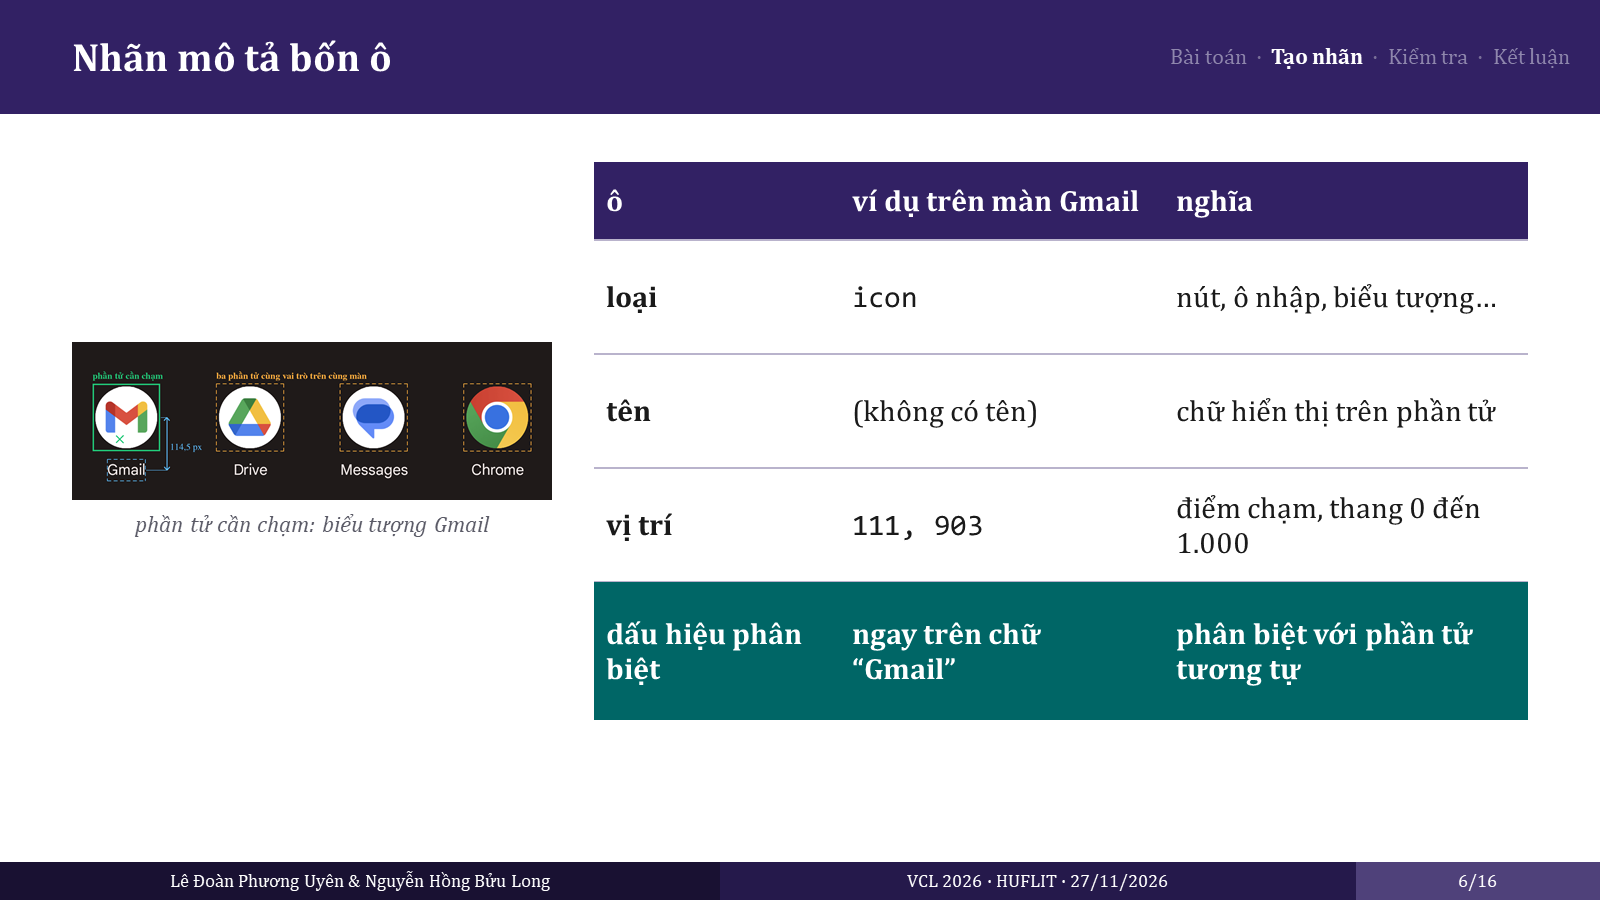 Nhãn mô tả bốn ô
Bài toán · Tạo nhãn · Kiểm tra · Kết luận
phần tử cần chạm
ba phần tử cùng vai trò trên cùng màn
114,5 px
Gmail
Drive
Messages
Chrome
phần tử cần chạm: biểu tượng Gmail
ô ví dụ trên màn Gmail nghĩa
loại icon nút, ô nhập, biểu tượng…
tên (không có tên) chữ hiển thị trên phần tử
vị trí 111, 903 điểm chạm, thang 0 đến
1.000
dấu hiệu phân ngay trên chữ phân biệt với phần tử
biệt “Gmail” tương tự
Lê Đoàn Phương Uyên & Nguyễn Hồng Bửu Long
VCL 2026 · HUFLIT · 27/11/2026
6/16